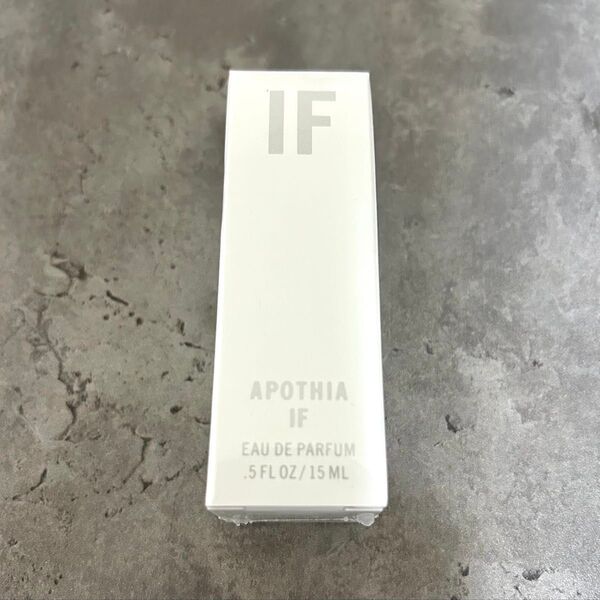 IF
APOTHIA
IF
EAU DE PARFUM
.5 FL OZ/15 ML